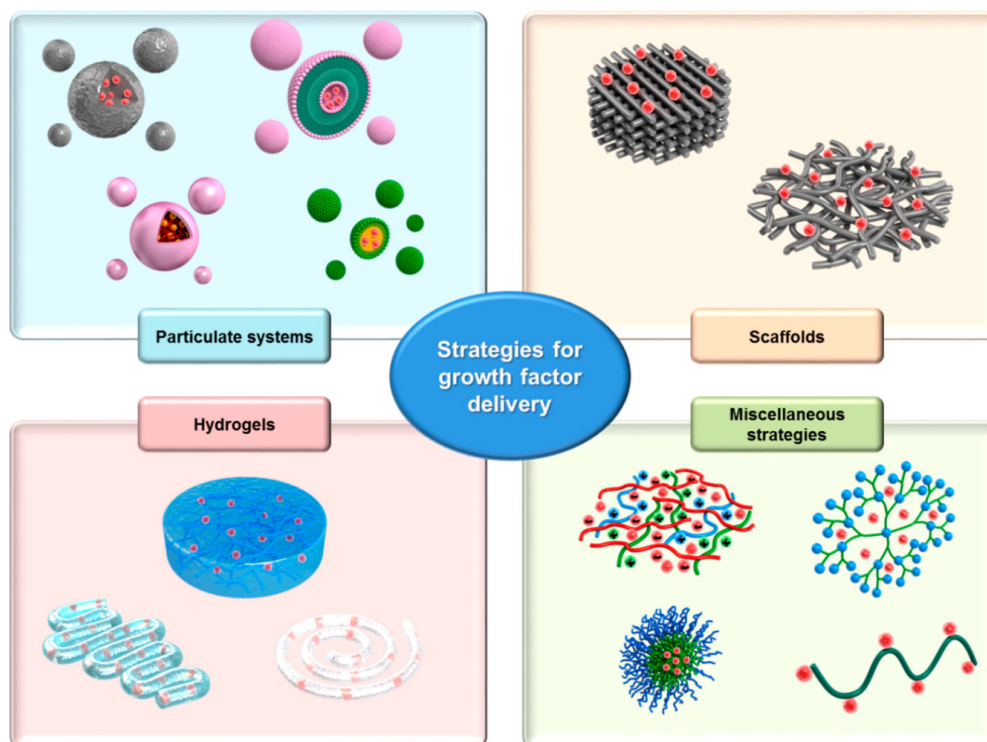 Particulate systems
Scaffolds
Strategies for
growth factor
delivery
Hydrogels
Miscellaneous
strategies